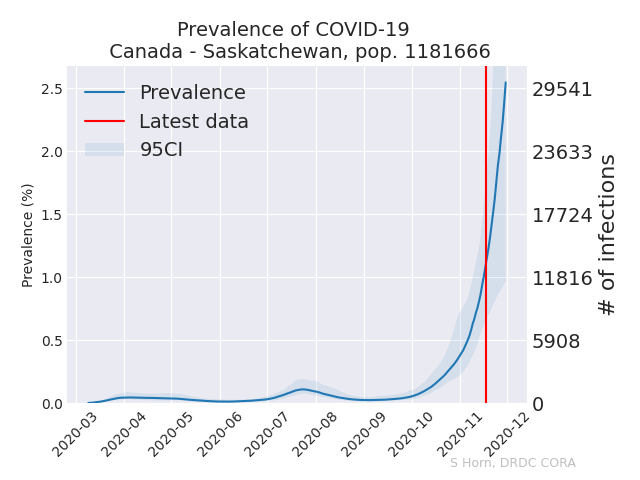 Prevalence of COVID-19
Canada - Saskatchewan, pop. 1181666
Prevalence
Latest data
95CI
Prevalence (%)
2.5
2.0
1.5
1.0
0.5
0.0
29541
23633
17724
11816
5908
0
# of infections
2020-03
2020-04
2020-05
2020-06
2020-07
2020-08
2020-09
2020-10
2020-11
2020-12
S Horn, DRDC CORA